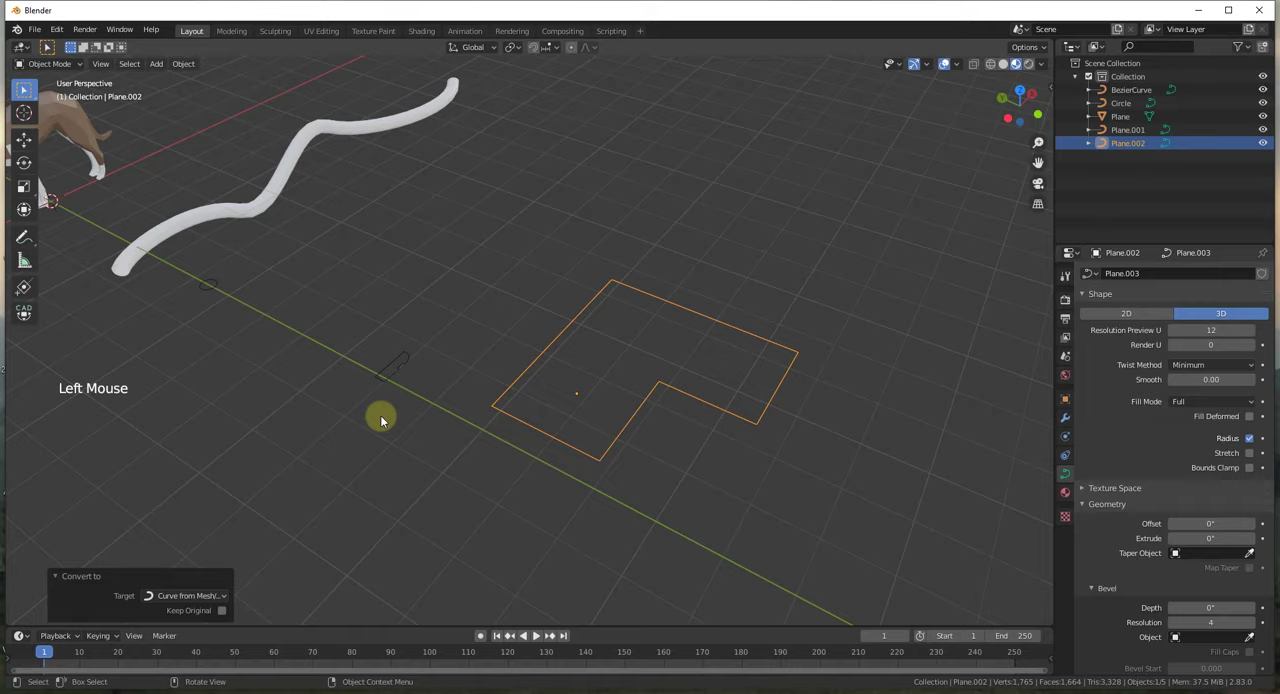 Blender
File Edit Render Window Help Layout Modeling Sculpting UV Editing Texture Paint Shading Animation Rendering Compositing Scripting + Scene View Layer
Global Options
Object Mode View Select Add Object
User Perspective
(1) Collection | Plane.002
Scene Collection
Collection
BezierCurve
Circle
Plane
Plane.001
Plane.002
CAD
Left Mouse
Plane.002 Plane.003
Plane.003
Shape
2D 3D
Resolution Preview U 12
Render U 0
Twist Method Minimum
Smooth 0.00
Fill Mode Full
Fill Deformed
Radius
Stretch
Bounds Clamp
Texture Space
Geometry
Offset 0°
Extrude 0°
Taper Object
Map Taper
Bevel
Depth 0°
Resolution 4
Object
Fill Caps
Bevel Start 0.000
Convert to
Target Curve from Mesh/...
Keep Original
Playback Keying View Marker 1 Start 1 End 250
1 10 20 30 40 50 60 70 80 90 100 110 120 130 140 150 160 170 180 190 200 210 220 230 240 250
Select Box Select Rotate View Object Context Menu Collection | Plane.002 | Verts:1,765 | Faces:1,664 | Tris:3,328 | Objects:1/5 | Mem: 37.5 MiB | 2.83.0